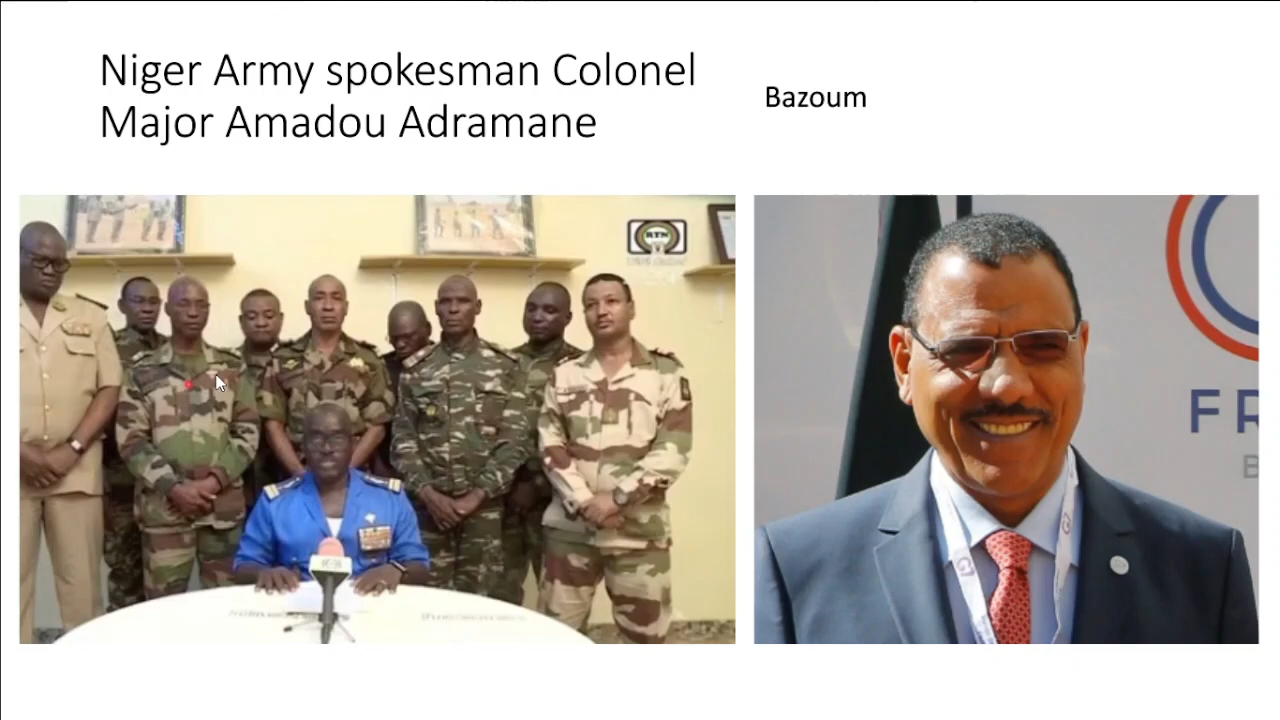 Niger Army spokesman Colonel
Major Amadou Adramane
Bazoum
RTN
FR
B